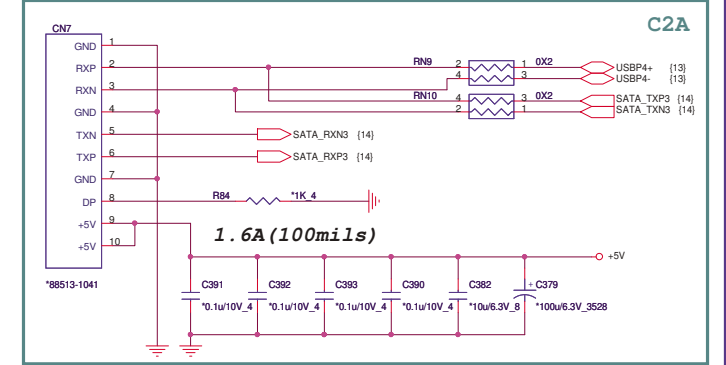 C2A
CN7
GND 1
RXP 2
RXN 3
GND 4
TXN 5
TXP 6
GND 7
DP 8
+5V 9
+5V 10
*88513-1041
RN9 2 1 0X2 USBP4+ {13}
4 3 USBP4- {13}
RN10 4 3 0X2 SATA_TXP3 {14}
2 1 SATA_TXN3 {14}
SATA_RXN3 {14}
SATA_RXP3 {14}
R84 *1K_4
1.6A(100mils)
+5V
C391 C392 C393 C390 C382 + C379
*0.1u/10V_4 *0.1u/10V_4 *0.1u/10V_4 *0.1u/10V_4 *10u/6.3V_8 *100u/6.3V_3528